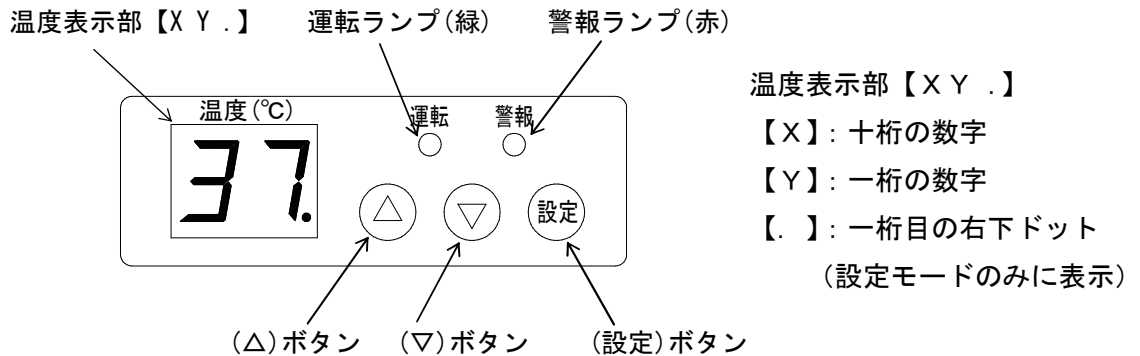 温度表示部【X Y .】 運転ランプ(緑) 警報ランプ(赤)
温度(℃)
運転 警報
37.
△ ▽ 設定
(△)ボタン (▽)ボタン (設定)ボタン
温度表示部【X Y .】
【X】: 十桁の数字
【Y】: 一桁の数字
【. 】: 一桁目の右下ドット
(設定モードのみに表示)